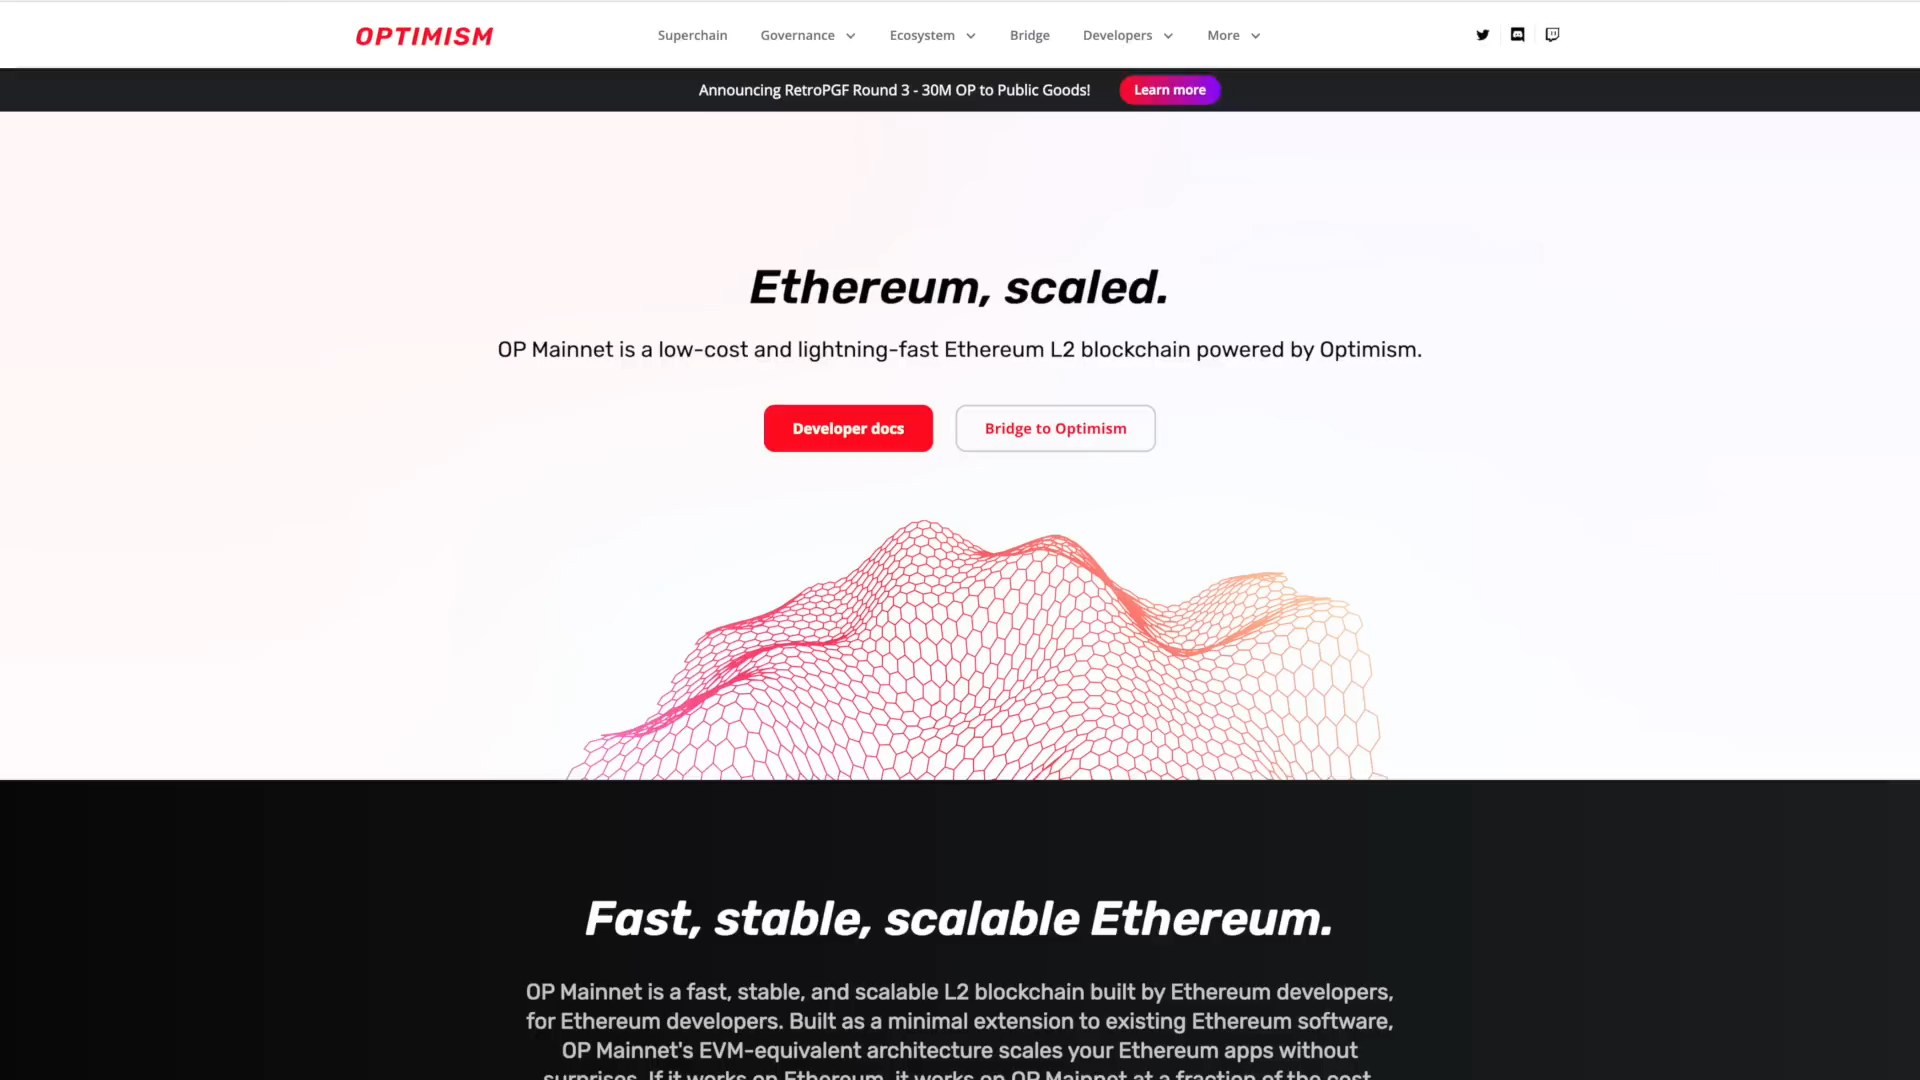 OPTIMISM
Superchain Governance Ecosystem Bridge Developers More
Announcing RetroPGF Round 3 - 30M OP to Public Goods! Learn more
Ethereum, scaled.
OP Mainnet is a low-cost and lightning-fast Ethereum L2 blockchain powered by Optimism.
Developer docs Bridge to Optimism
Fast, stable, scalable Ethereum.
OP Mainnet is a fast, stable, and scalable L2 blockchain built by Ethereum developers,
for Ethereum developers. Built as a minimal extension to existing Ethereum software,
OP Mainnet's EVM-equivalent architecture scales your Ethereum apps without
surprises. If it works on Ethereum, it works on OP Mainnet at a fraction of the cost.